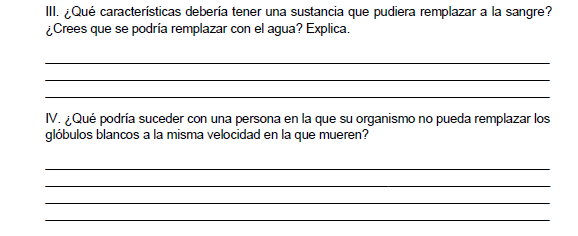 III. ¿Qué características debería tener una sustancia que pudiera remplazar a la sangre?
¿Crees que se podría remplazar con el agua? Explica.
IV. ¿Qué podría suceder con una persona en la que su organismo no pueda remplazar los
glóbulos blancos a la misma velocidad en la que mueren?